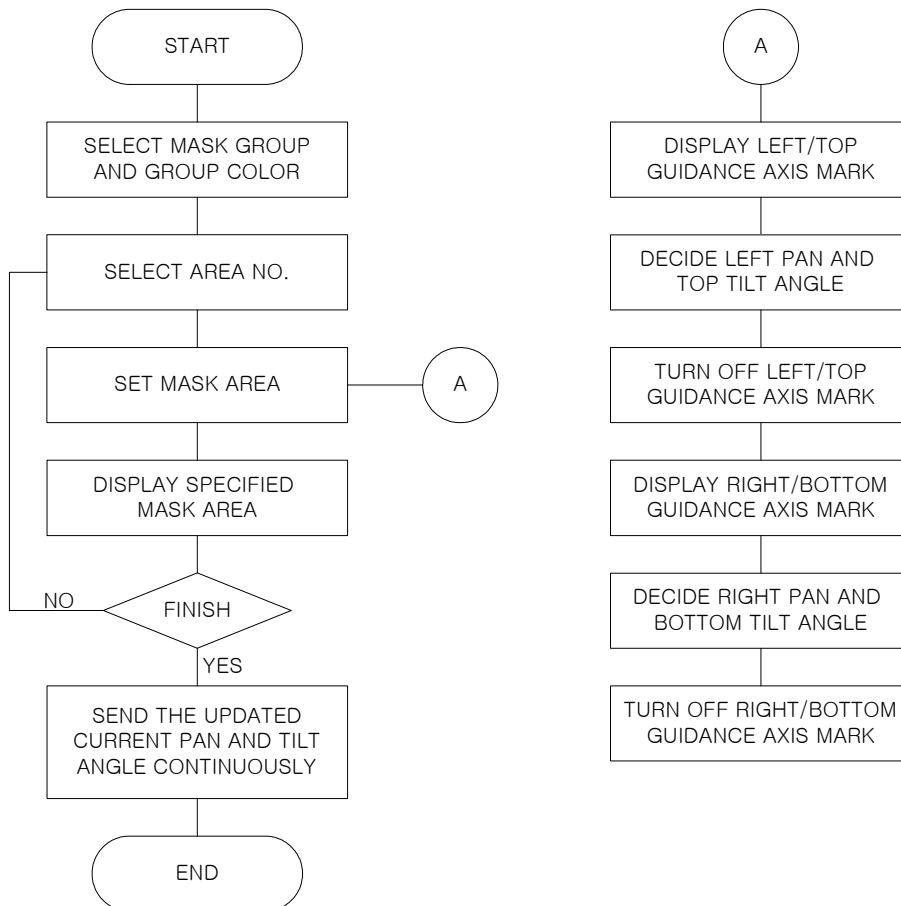 START
SELECT MASK GROUP
AND GROUP COLOR
SELECT AREA NO.
SET MASK AREA
A
DISPLAY SPECIFIED
MASK AREA
NO
FINISH
YES
SEND THE UPDATED
CURRENT PAN AND TILT
ANGLE CONTINUOUSLY
END
A
DISPLAY LEFT/TOP
GUIDANCE AXIS MARK
DECIDE LEFT PAN AND
TOP TILT ANGLE
TURN OFF LEFT/TOP
GUIDANCE AXIS MARK
DISPLAY RIGHT/BOTTOM
GUIDANCE AXIS MARK
DECIDE RIGHT PAN AND
BOTTOM TILT ANGLE
TURN OFF RIGHT/BOTTOM
GUIDANCE AXIS MARK